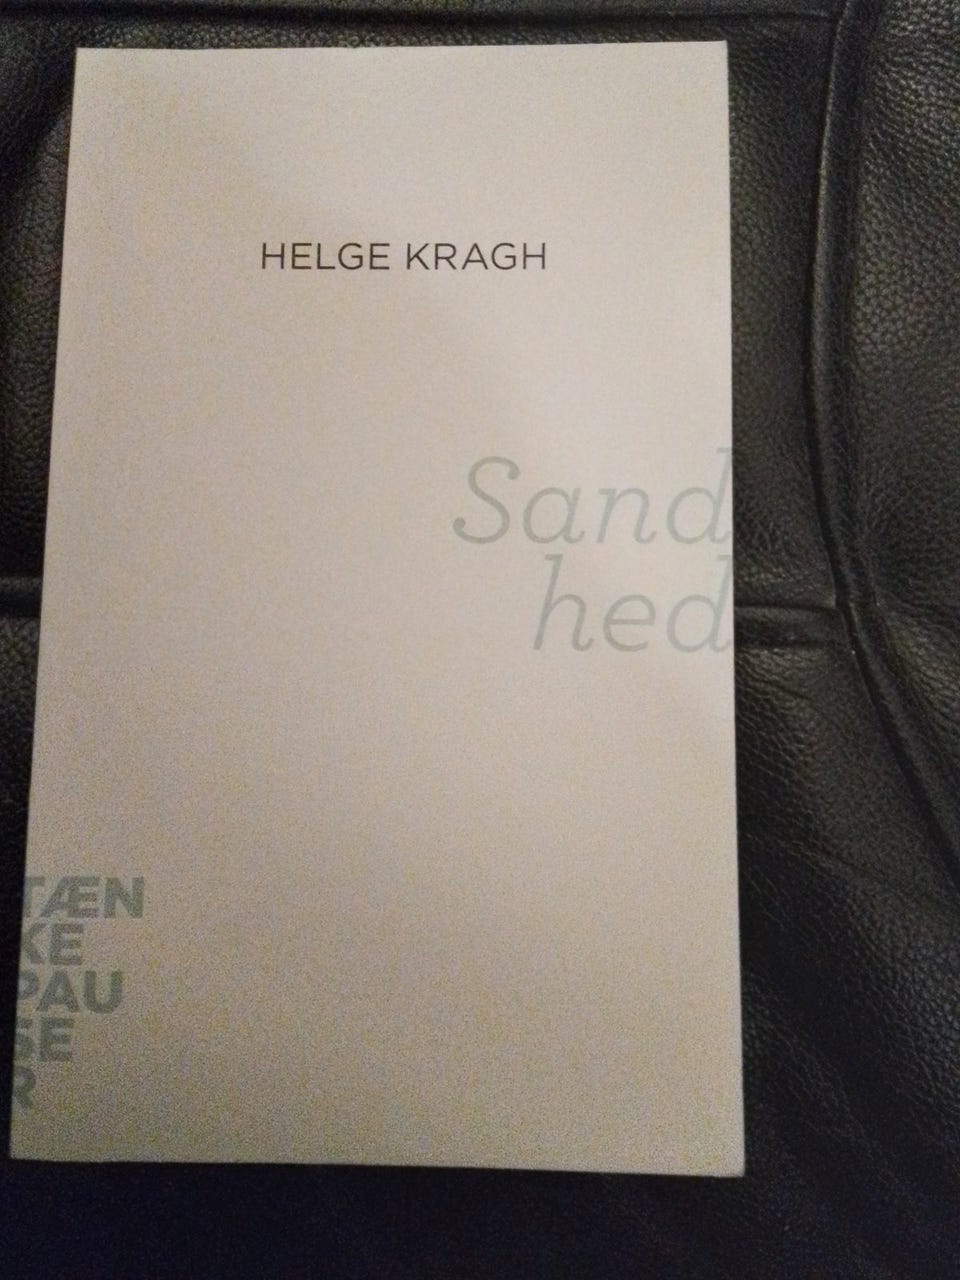 HELGE KRAGH
Sand
hed
TÆN
KE
PAU
SE
R